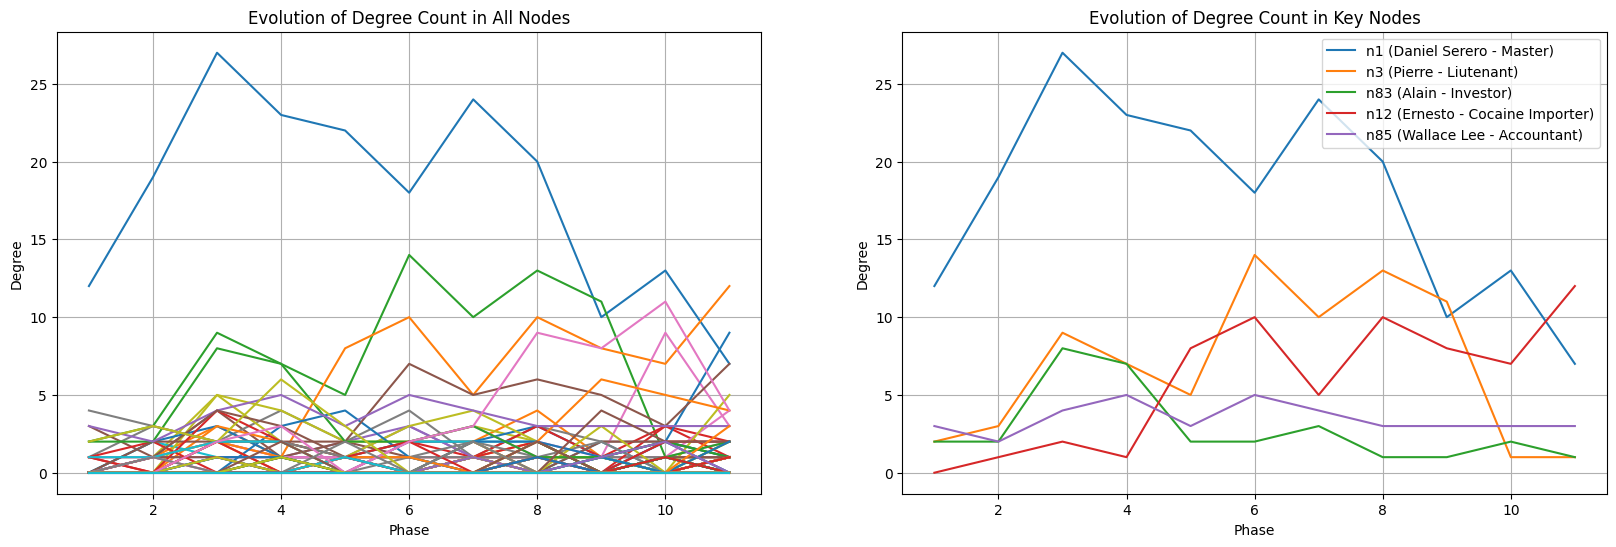 Evolution of Degree Count in All Nodes
25
20
15
10
5
0
Degree
2
4
6
8
10
Phase
Evolution of Degree Count in Key Nodes
n1 (Daniel Serero - Master)
n3 (Pierre - Liutenant)
n83 (Alain - Investor)
n12 (Ernesto - Cocaine Importer)
n85 (Wallace Lee - Accountant)
25
20
15
10
5
0
Degree
2
4
6
8
10
Phase